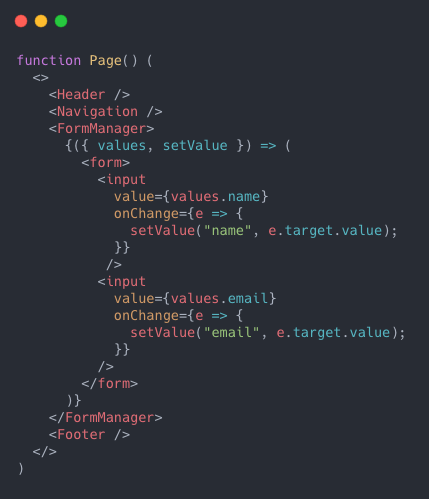 function Page() (
  <>
    <Header />
    <Navigation />
    <FormManager>
      {({ values, setValue }) => (
        <form>
          <input
            value={values.name}
            onChange={e => {
              setValue("name", e.target.value);
            }}
           />
          <input
            value={values.email}
            onChange={e => {
              setValue("email", e.target.value);
            }}
          />
        </form>
      )}
    </FormManager>
    <Footer />
  </>
)